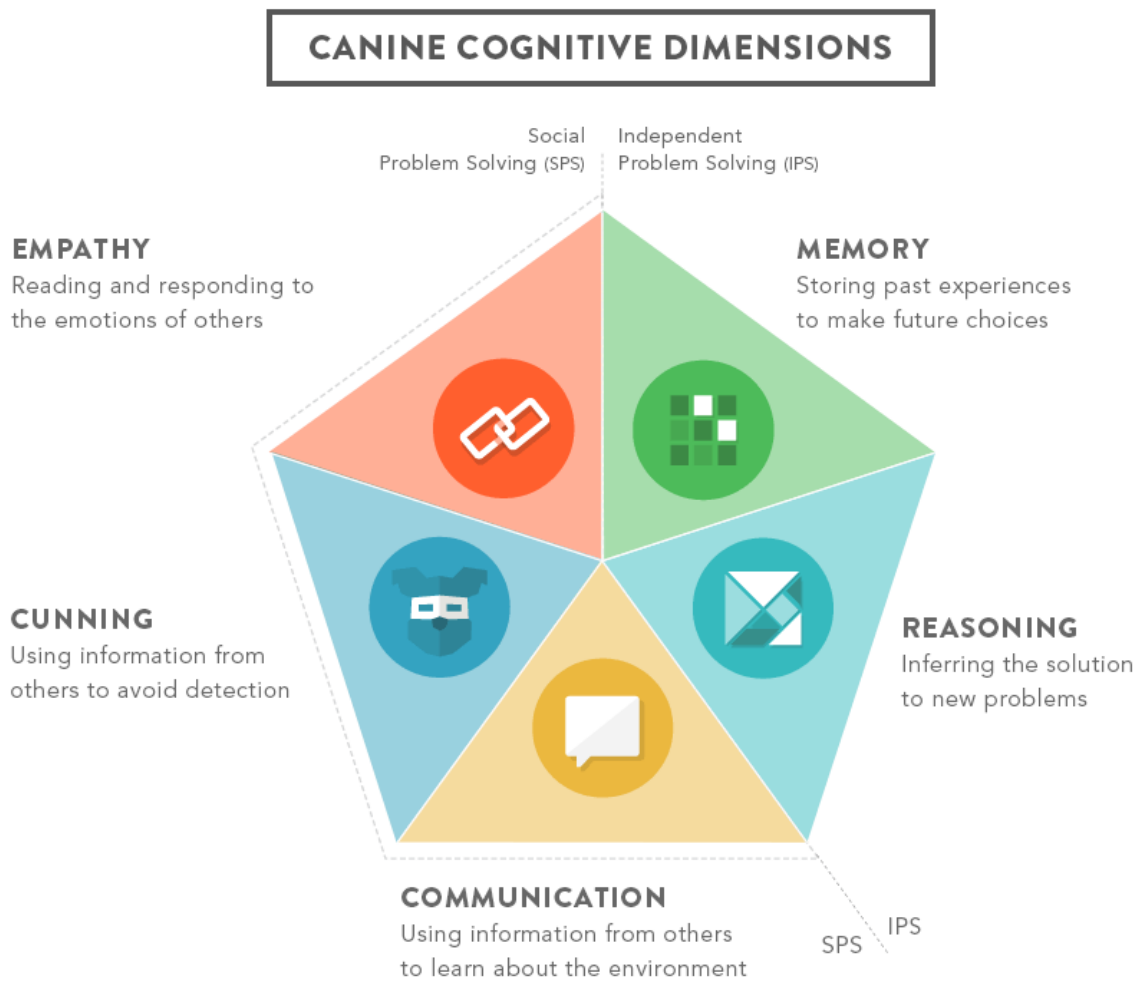 CANINE COGNITIVE DIMENSIONS
Social
Problem Solving (SPS)
Independent
Problem Solving (IPS)
EMPATHY
Reading and responding to
the emotions of others
MEMORY
Storing past experiences
to make future choices
CUNNING
Using information from
others to avoid detection
REASONING
Inferring the solution
to new problems
COMMUNICATION
Using information from others
to learn about the environment
SPS
IPS